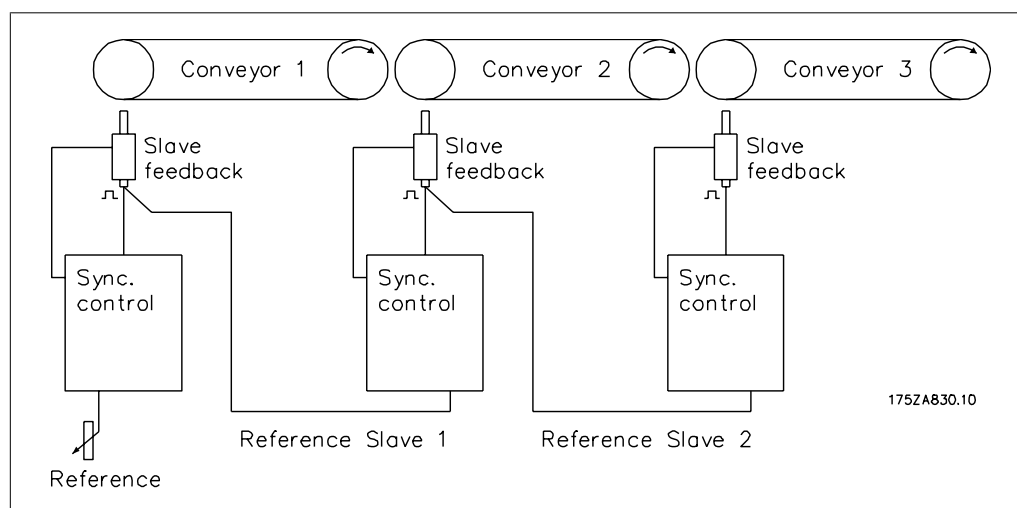 Conveyor 1
Conveyor 2
Conveyor 3
Slave
feedback
Slave
feedback
Slave
feedback
Sync.
control
Sync.
control
Sync.
control
175ZA830.10
Reference Slave 1
Reference Slave 2
Reference